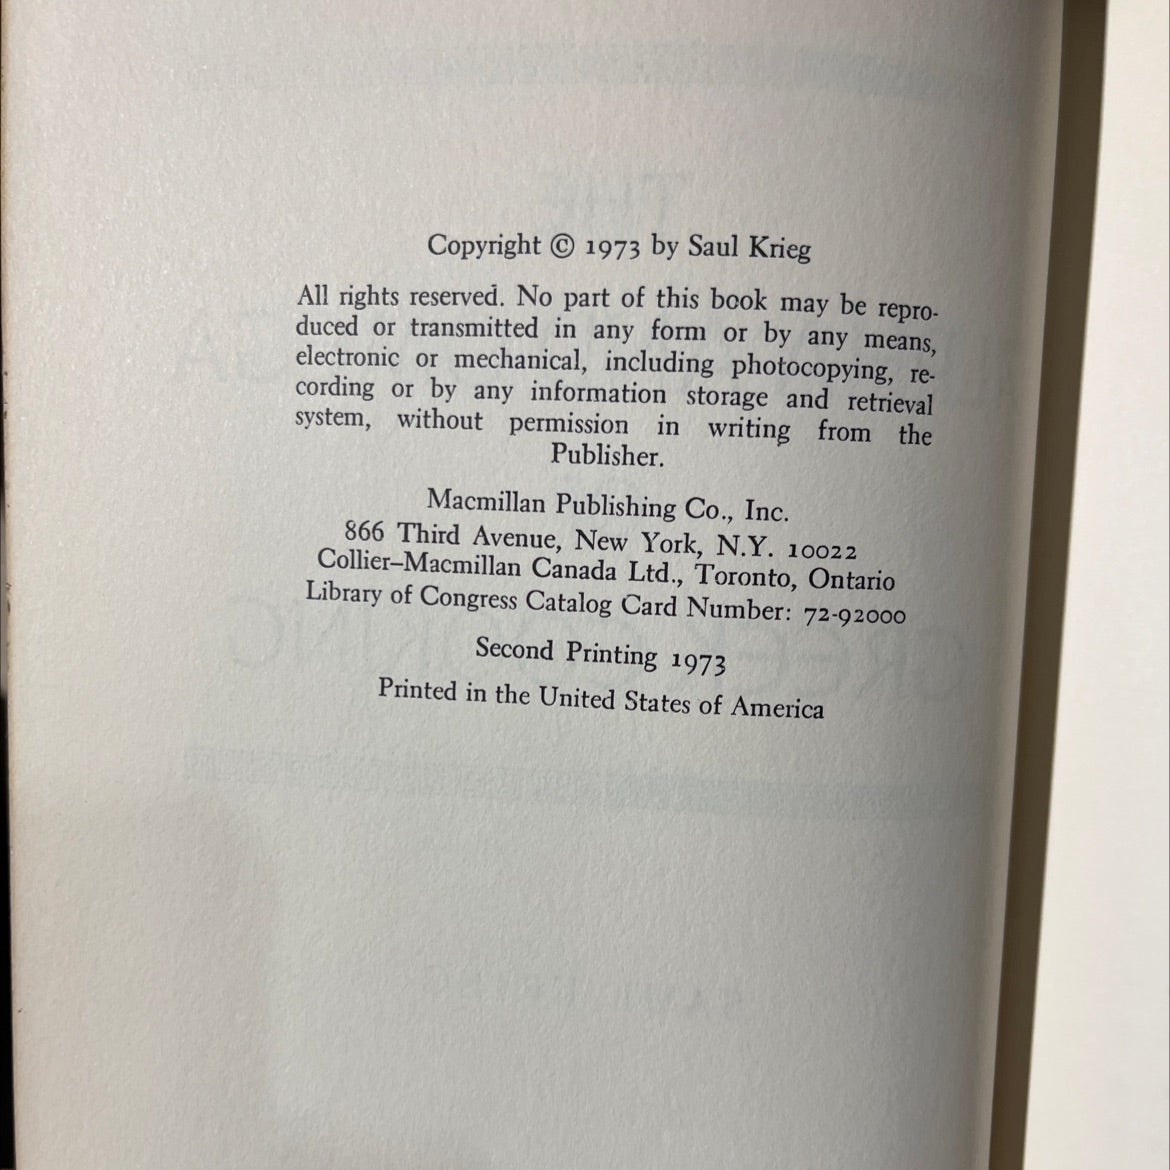 Copyright © 1973 by Saul Krieg
All rights reserved. No part of this book may be repro-
duced or transmitted in any form or by any means,
electronic or mechanical, including photocopying, re-
cording or by any information storage and retrieval
system, without permission in writing from the
Publisher.
Macmillan Publishing Co., Inc.
866 Third Avenue, New York, N.Y. 10022
Collier–Macmillan Canada Ltd., Toronto, Ontario
Library of Congress Catalog Card Number: 72-92000
Second Printing 1973
Printed in the United States of America